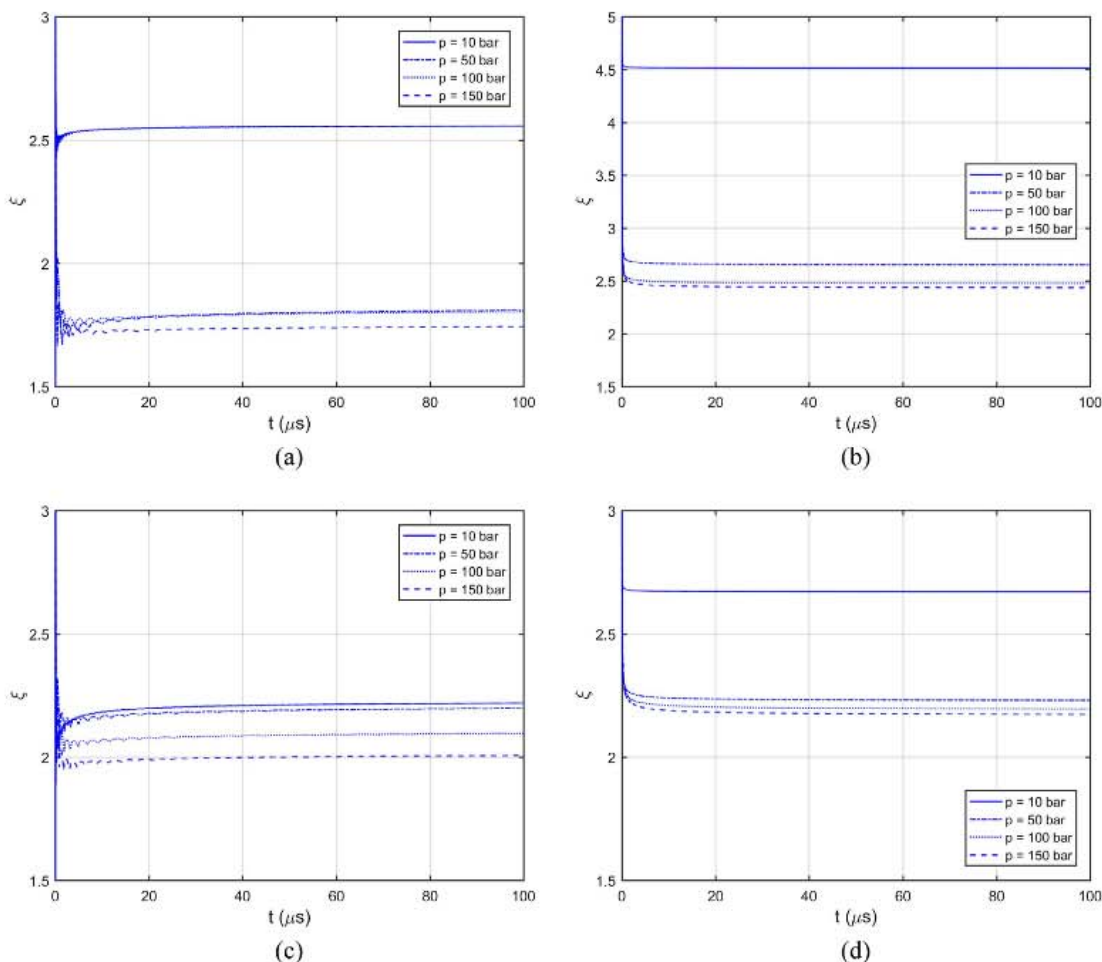 3
2.5
2
1.5
ξ
0 20 40 60 80 100
t (μs)
p = 10 bar
p = 50 bar
p = 100 bar
p = 150 bar
(a)
5
4.5
4
3.5
3
2.5
2
1.5
ξ
0 20 40 60 80 100
t (μs)
p = 10 bar
p = 50 bar
p = 100 bar
p = 150 bar
(b)
3
2.5
2
1.5
ξ
0 20 40 60 80 100
t (μs)
p = 10 bar
p = 50 bar
p = 100 bar
p = 150 bar
(c)
3
2.5
2
1.5
ξ
0 20 40 60 80 100
t (μs)
p = 10 bar
p = 50 bar
p = 100 bar
p = 150 bar
(d)